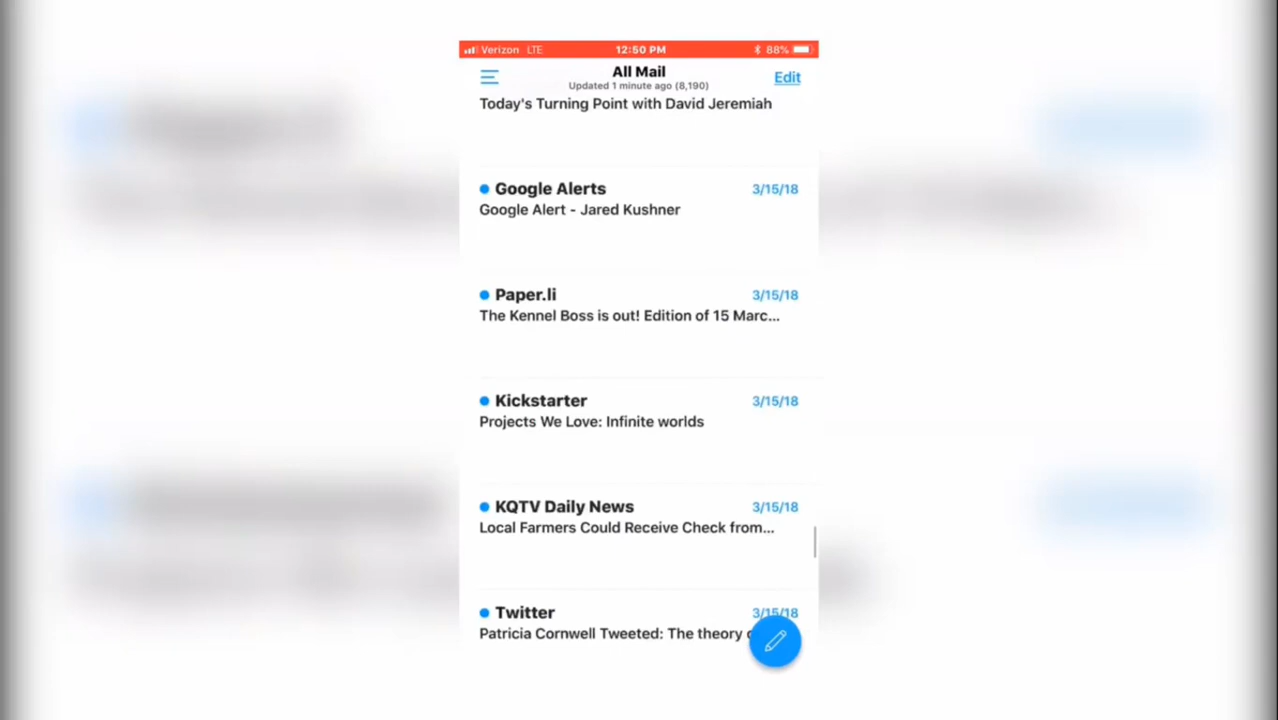 Verizon LTE 12:50 PM 88%
All Mail
Updated 1 minute ago (8,190)
Edit
Today's Turning Point with David Jeremiah
Google Alerts 3/15/18
Google Alert - Jared Kushner
Paper.li 3/15/18
The Kennel Boss is out! Edition of 15 Marc...
Kickstarter 3/15/18
Projects We Love: Infinite worlds
KQTV Daily News 3/15/18
Local Farmers Could Receive Check from...
Twitter 3/15/18
Patricia Cornwell Tweeted: The theory